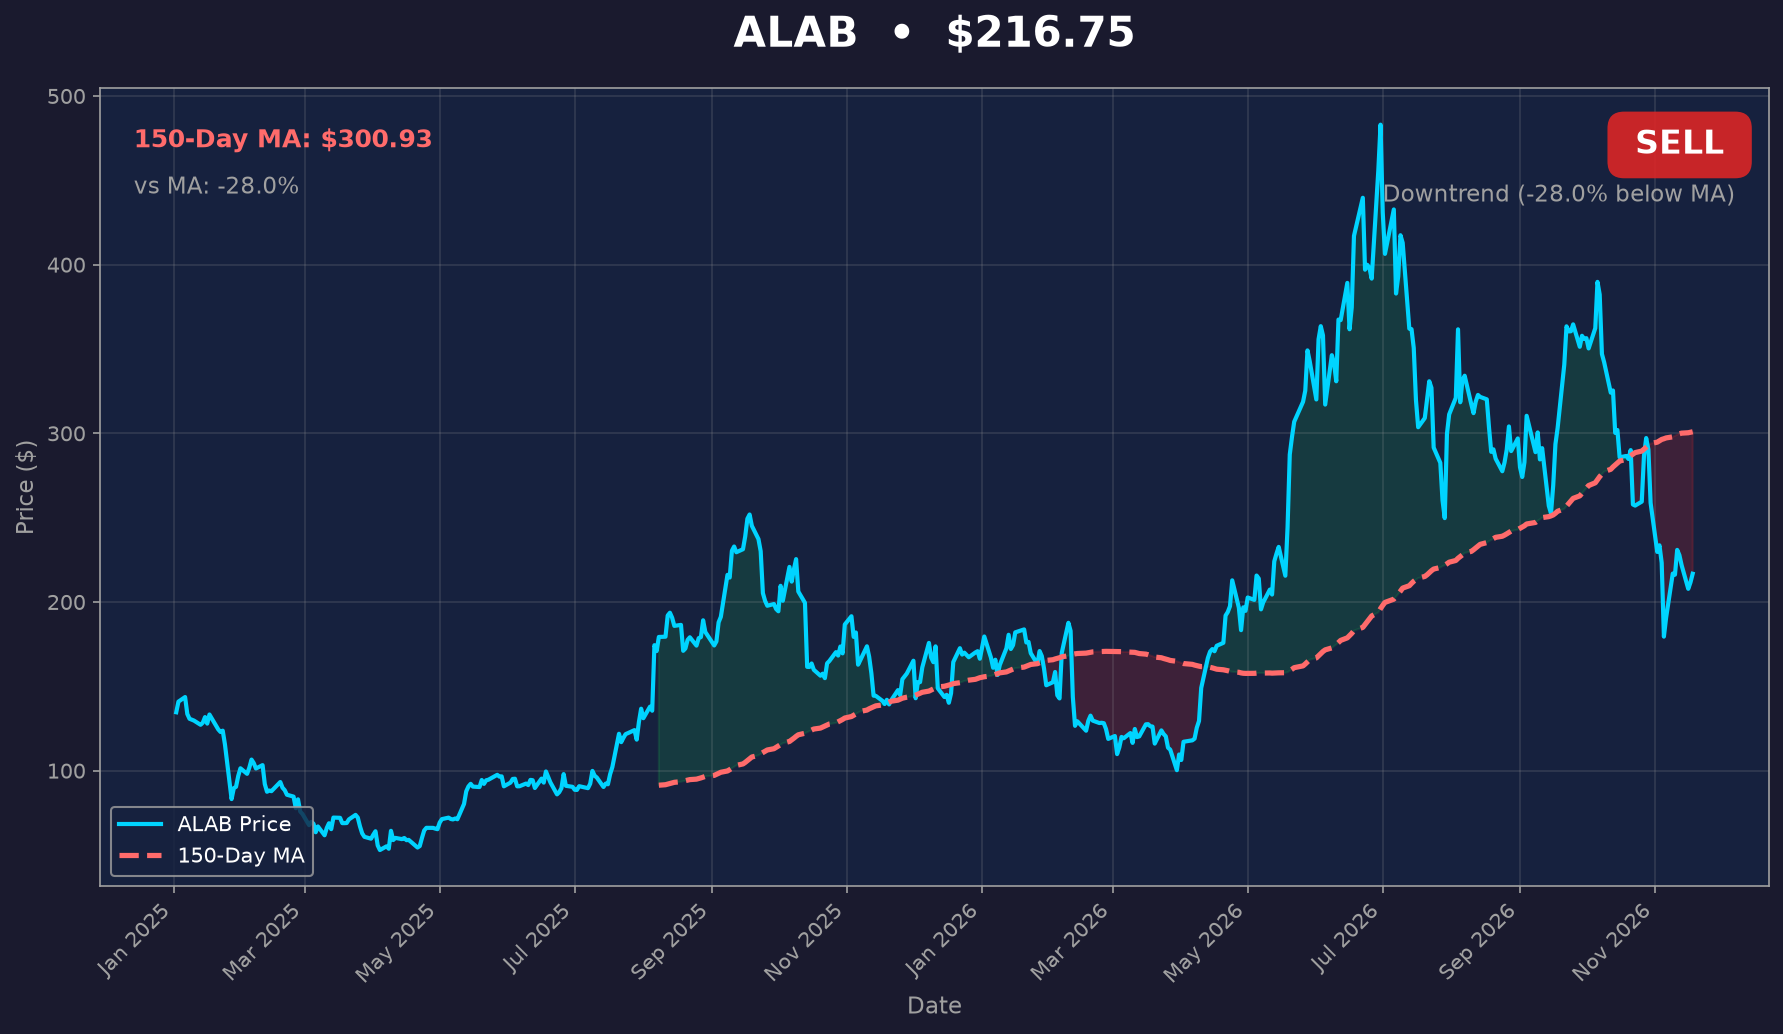 ALAB • $216.75
500
150-Day MA: $300.93
SELL
vs MA: -28.0%
Downtrend (-28.0% below MA)
400
300
200
100
Price ($)
ALAB Price
150-Day MA
Jan 2025
Mar 2025
May 2025
Jul 2025
Sep 2025
Nov 2025
Jan 2026
Mar 2026
May 2026
Jul 2026
Sep 2026
Nov 2026
Date